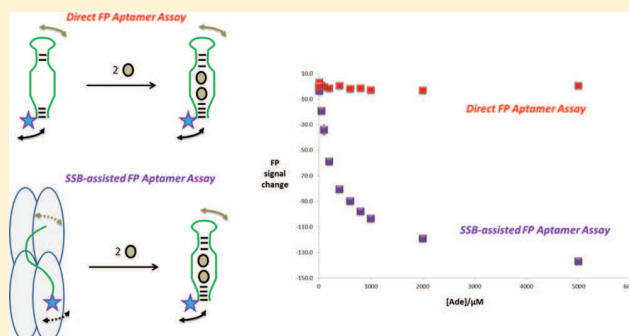 Direct FP Aptamer Assay
2
SSB-assisted FP Aptamer Assay
2
10.0
-10.0
-30.0
-50.0
-70.0
-90.0
-110.0
-130.0
-150.0
FP
signal
change
Direct FP Aptamer Assay
SSB-assisted FP Aptamer Assay
0
1000
2000
3000
4000
5000
6000
[Ade]/µM